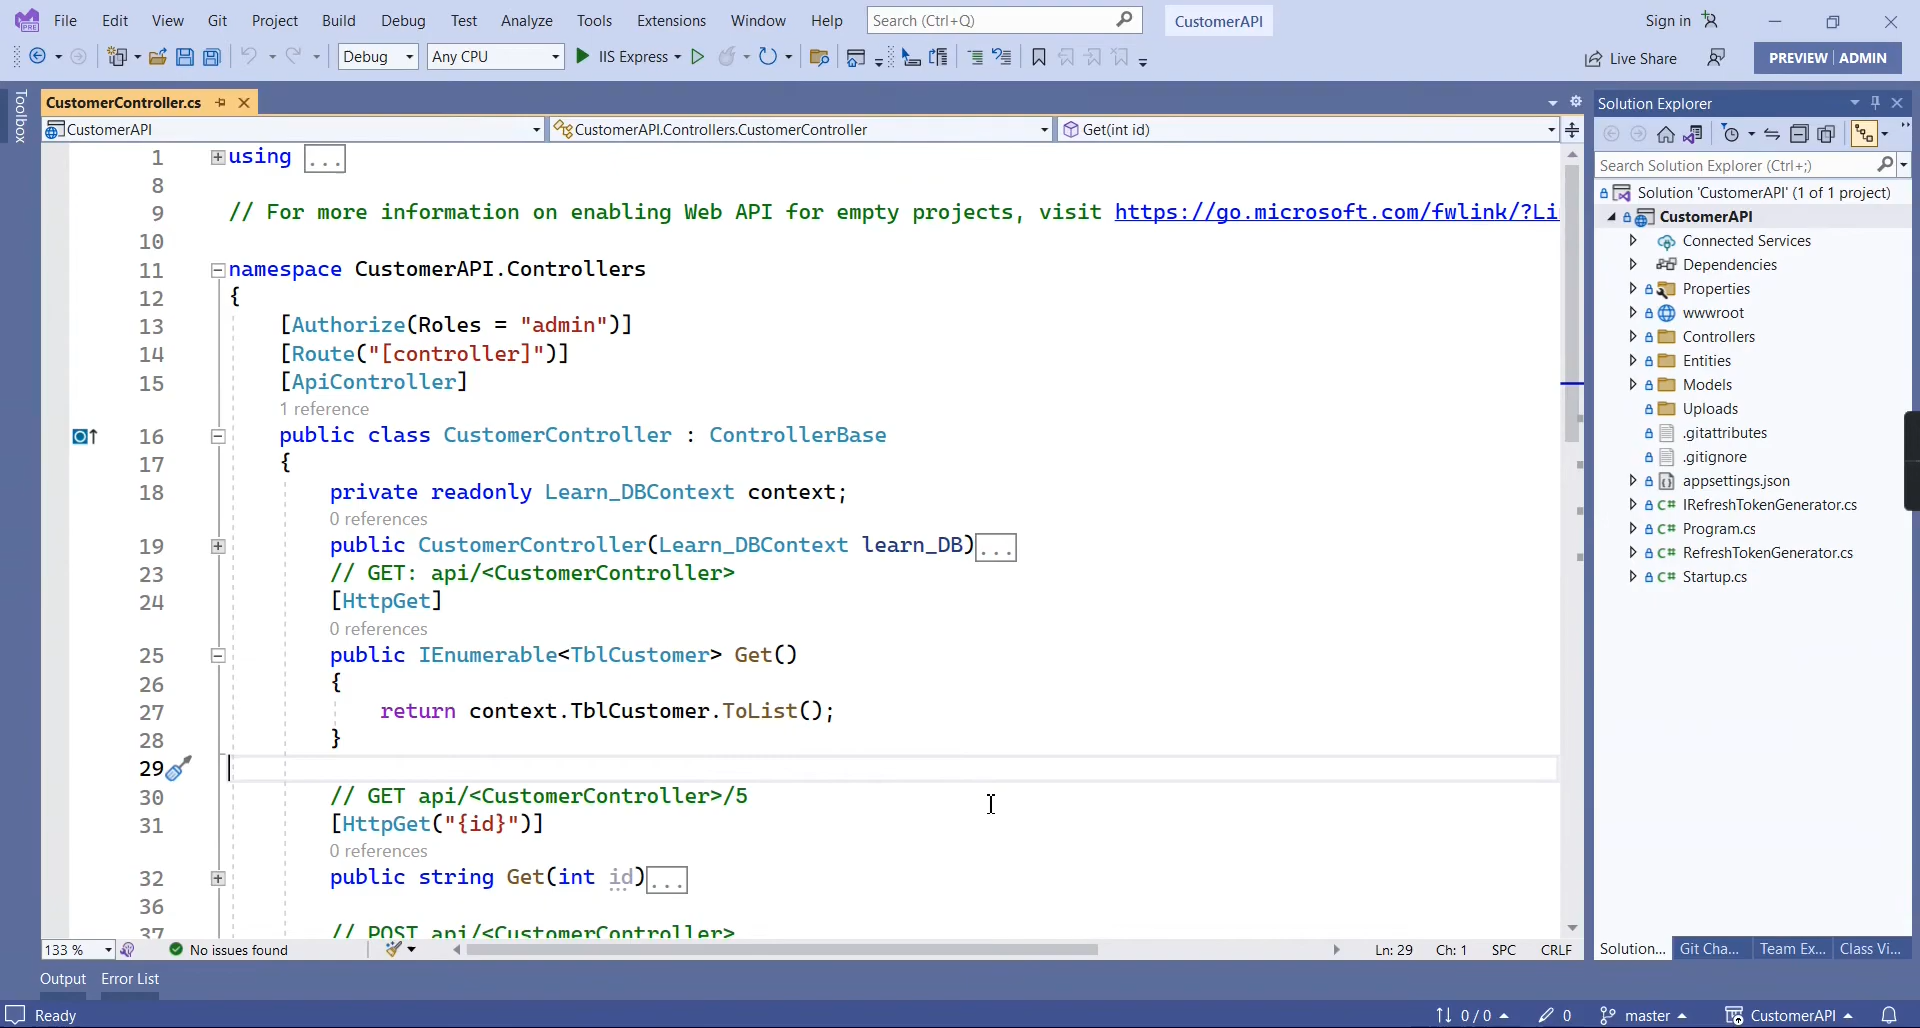 File Edit View Git Project Build Debug Test Analyze Tools Extensions Window Help Search (Ctrl+Q) CustomerAPI Sign in
PRE
Debug Any CPU IIS Express Live Share PREVIEW ADMIN
Toolbox
CustomerController.cs
CustomerAPI CustomerAPI.Controllers.CustomerController Get(int id)
1 using ...
8
9 // For more information on enabling Web API for empty projects, visit https://go.microsoft.com/fwlink/?Li
10
11 namespace CustomerAPI.Controllers
12 {
13 [Authorize(Roles = "admin")]
14 [Route("[controller]")]
15 [ApiController]
1 reference
16 public class CustomerController : ControllerBase
17 {
18 private readonly Learn_DBContext context;
0 references
19 public CustomerController(Learn_DBContext learn_DB)...
23 // GET: api/<CustomerController>
24 [HttpGet]
0 references
25 public IEnumerable<TblCustomer> Get()
26 {
27 return context.TblCustomer.ToList();
28 }
29
30 // GET api/<CustomerController>/5
31 [HttpGet("{id}")]
0 references
32 public string Get(int id)...
36
37 // POST api/<CustomerController>
133 % No issues found Ln: 29 Ch: 1 SPC CRLF
Solution Explorer
Search Solution Explorer (Ctrl+;)
Solution 'CustomerAPI' (1 of 1 project)
CustomerAPI
Connected Services
Dependencies
Properties
wwwroot
Controllers
Entities
Models
Uploads
.gitattributes
.gitignore
appsettings.json
C# IRefreshTokenGenerator.cs
C# Program.cs
C# RefreshTokenGenerator.cs
C# Startup.cs
Solution... Git Cha... Team Ex... Class Vi...
Output Error List
Ready 0 / 0 0 master CustomerAPI